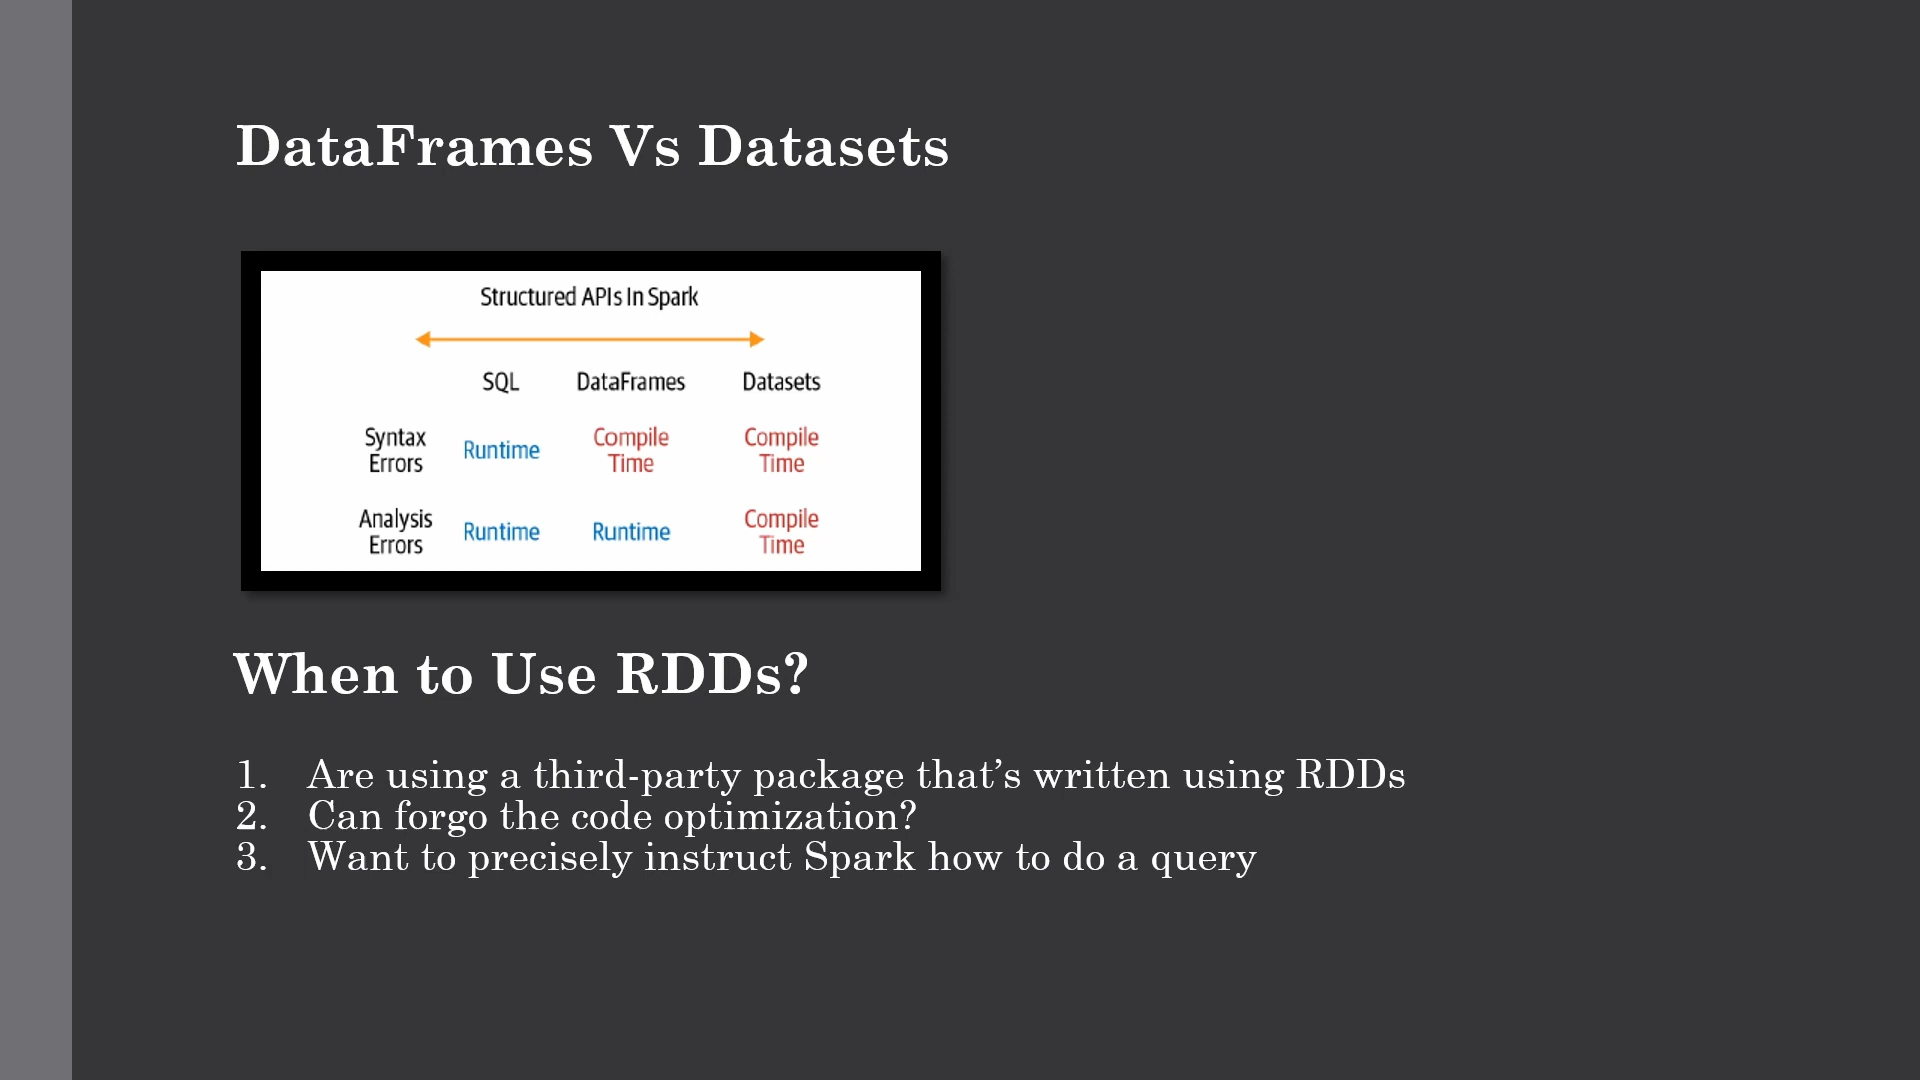 DataFrames Vs Datasets
Structured APIs In Spark
SQL DataFrames Datasets
Syntax Errors Runtime Compile Time Compile Time
Analysis Errors Runtime Runtime Compile Time
When to Use RDDs?
1. Are using a third-party package that’s written using RDDs
2. Can forgo the code optimization?
3. Want to precisely instruct Spark how to do a query